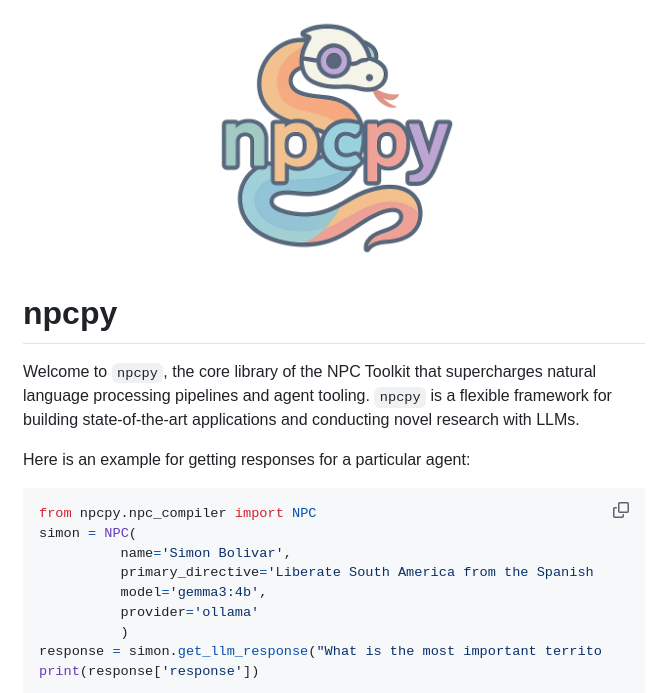 npcpy
npcpy
Welcome to npcpy, the core library of the NPC Toolkit that supercharges natural
language processing pipelines and agent tooling. npcpy is a flexible framework for
building state-of-the-art applications and conducting novel research with LLMs.
Here is an example for getting responses for a particular agent:
from npcpy.npc_compiler import NPC
simon = NPC(
          name='Simon Bolivar',
          primary_directive='Liberate South America from the Spanish
          model='gemma3:4b',
          provider='ollama'
          )
response = simon.get_llm_response("What is the most important territo
print(response['response'])